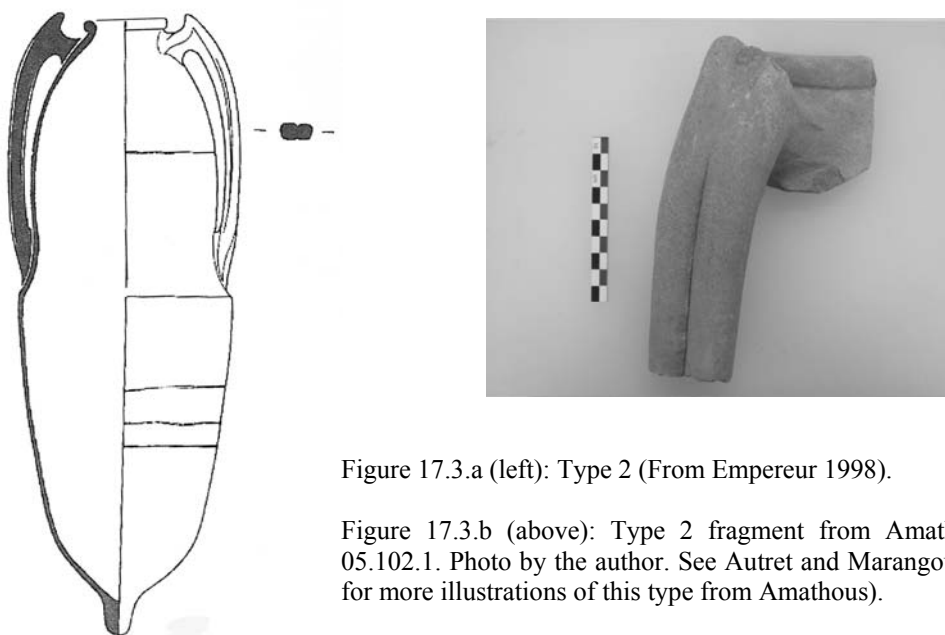 Figure 17.3.a (left): Type 2 (From Empereur 1998).
Figure 17.3.b (above): Type 2 fragment from Amath
05.102.1. Photo by the author. See Autret and Marangou
for more illustrations of this type from Amathous).